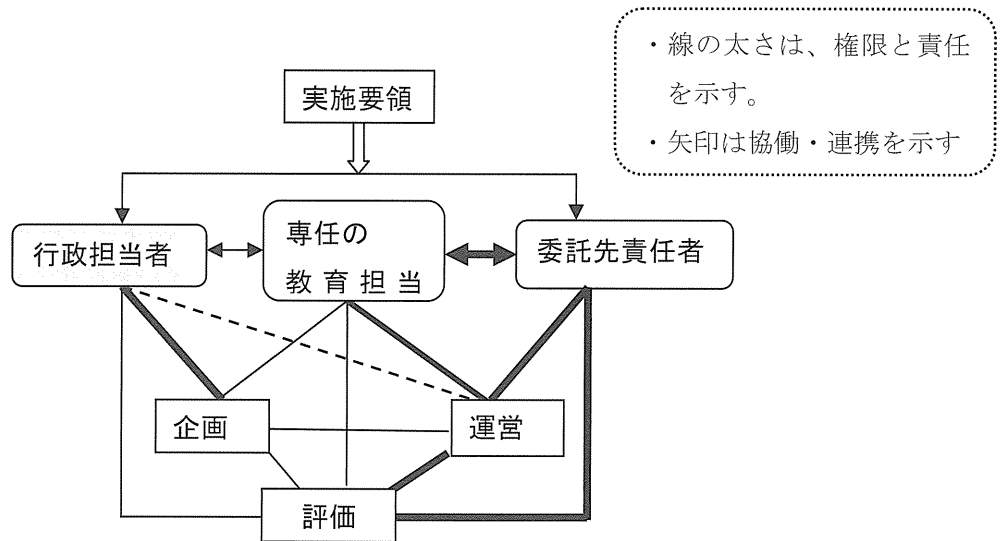 ・線の太さは、権限と責任
を示す。
・矢印は協働・連携を示す
実施要領
行政担当者
専任の
教育担当
委託先責任者
企画
運営
評価